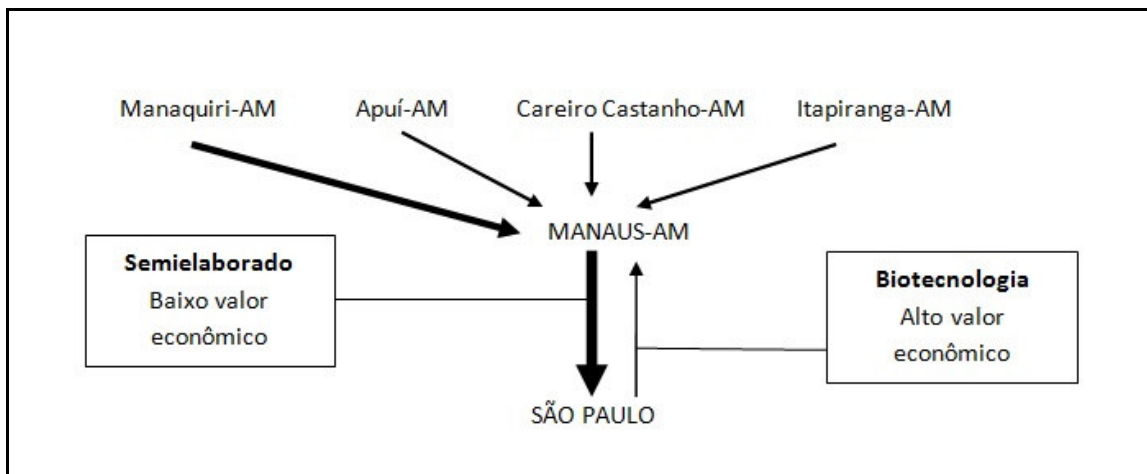 Manaquiri-AM
Apuí-AM
Careiro Castanho-AM
Itapiranga-AM
MANAUS-AM
Semielaborado
Baixo valor
econômico
Biotecnologia
Alto valor
econômico
SÃO PAULO